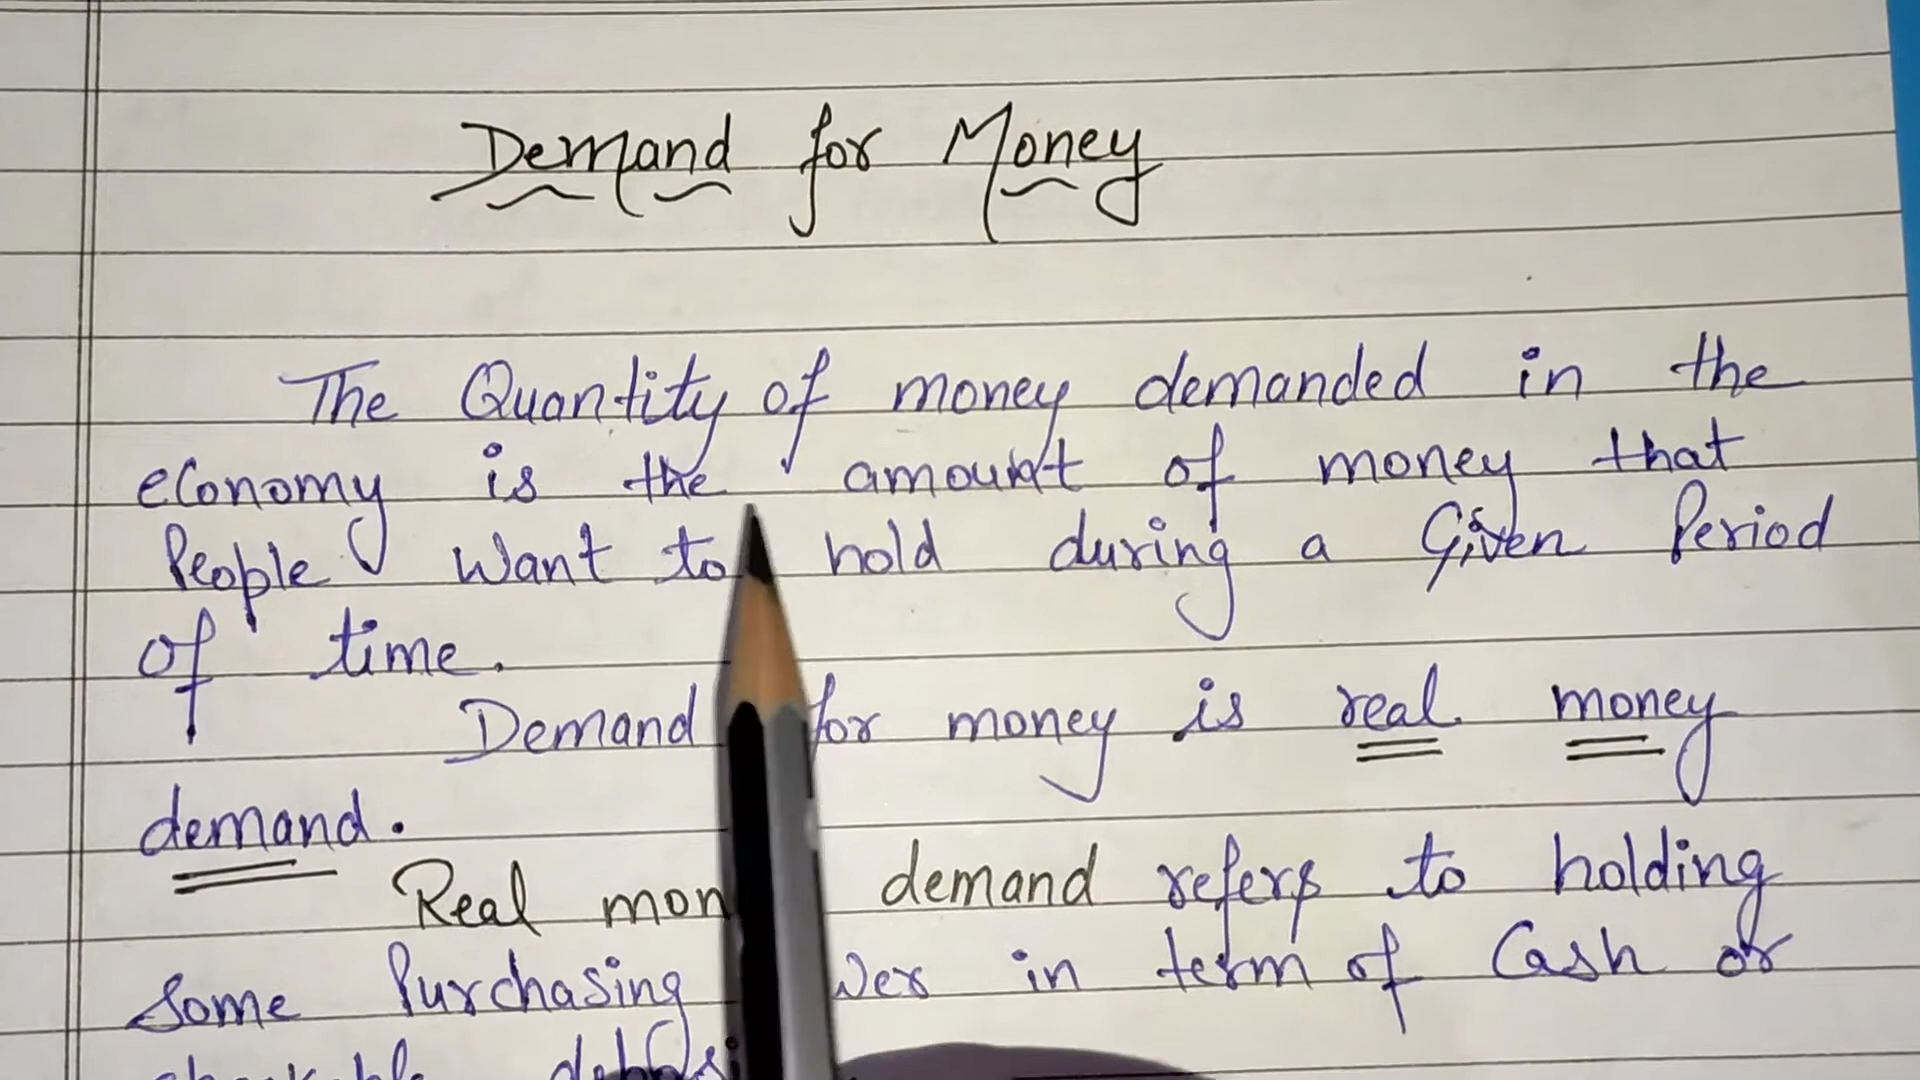 Demand for Money
The Quantity of money demanded in the
economy is the amount of money that
People want to hold during a Given Period
of time.
Demand for money is real money
demand.
Real mon demand refers to holding
Some Purchasing wer in term of Cash or